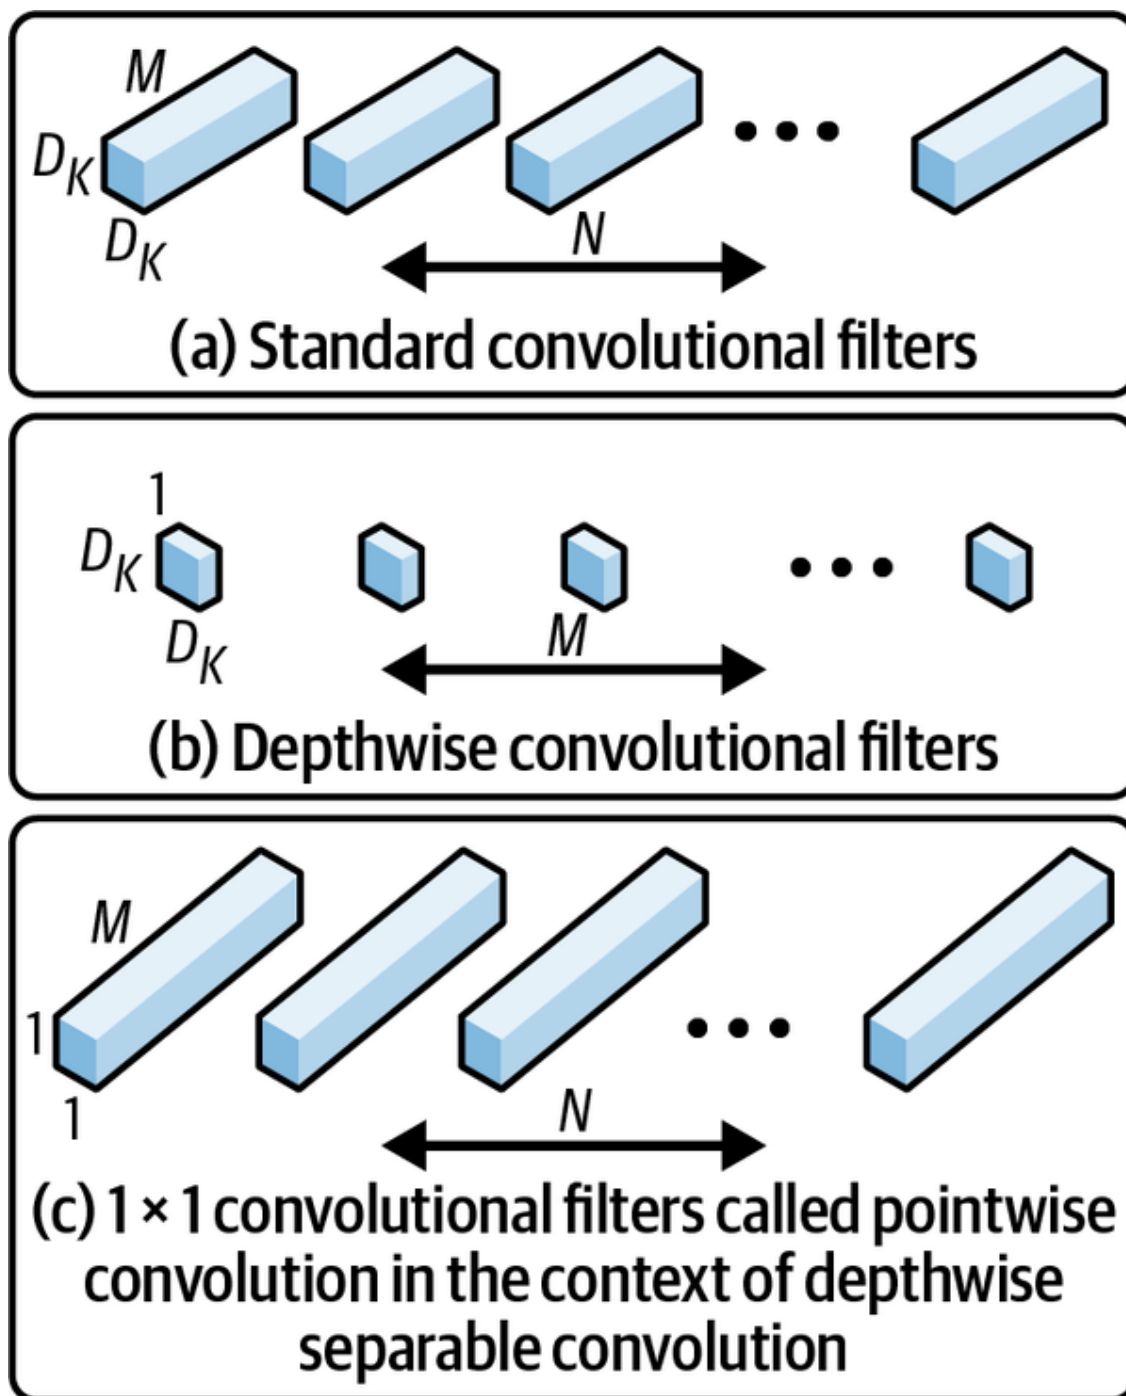 M
D_K
D_K
N
(a) Standard convolutional filters
1
D_K
D_K
M
(b) Depthwise convolutional filters
M
1
1
N
(c) 1 × 1 convolutional filters called pointwise
convolution in the context of depthwise
separable convolution